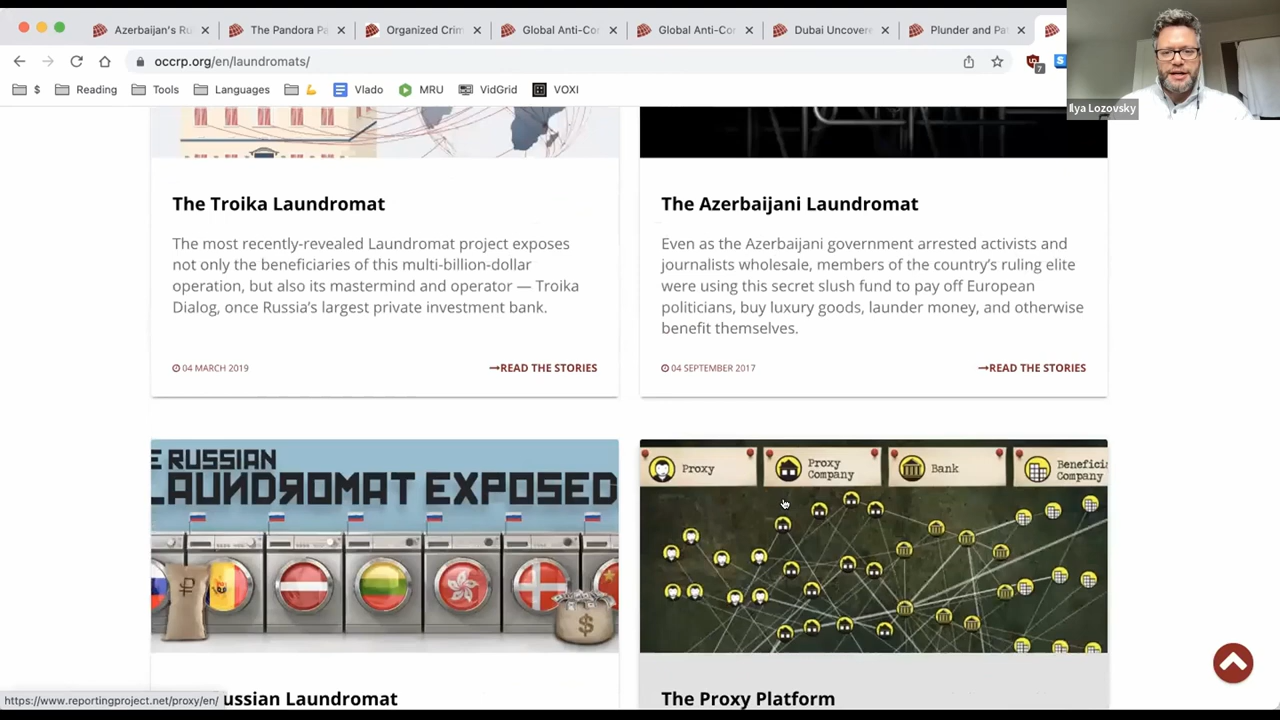 Azerbaijan's Ru
The Pandora Pa
Organized Crim
Global Anti-Cor
Global Anti-Cor
Dubai Uncovere
Plunder and Pat
occrp.org/en/laundromats/
7
S
$
Reading
Tools
Languages
Vlado
MRU
VidGrid
VOXI
Ilya Lozovsky
The Troika Laundromat
The most recently-revealed Laundromat project exposes
not only the beneficiaries of this multi-billion-dollar
operation, but also its mastermind and operator — Troika
Dialog, once Russia's largest private investment bank.
04 MARCH 2019
READ THE STORIES
The Azerbaijani Laundromat
Even as the Azerbaijani government arrested activists and
journalists wholesale, members of the country's ruling elite
were using this secret slush fund to pay off European
politicians, buy luxury goods, launder money, and otherwise
benefit themselves.
04 SEPTEMBER 2017
READ THE STORIES
E RUSSIAN
LAUNDROMAT EXPOSED
₽
$
ussian Laundromat
Proxy
Proxy
Company
Bank
Beneficia
Company
The Proxy Platform
https://www.reportingproject.net/proxy/en/